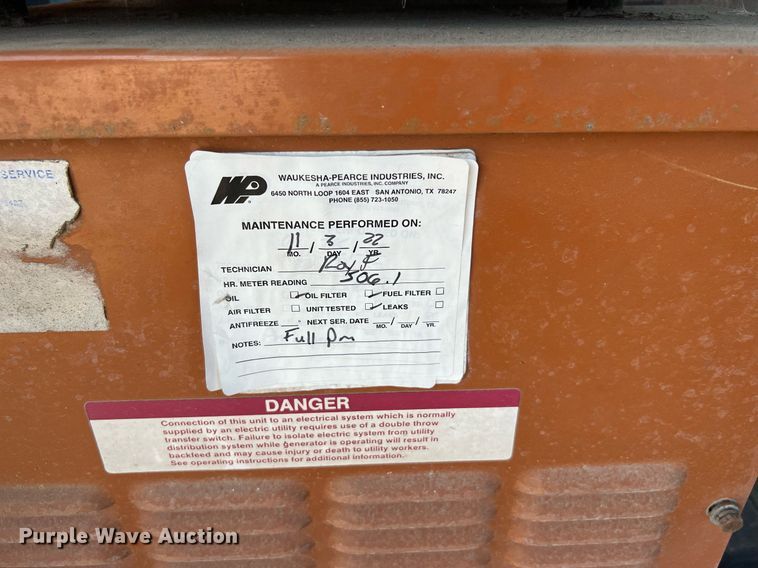 SERVICE
WP
WAUKESHA-PEARCE INDUSTRIES, INC.
A PEARCE INDUSTRIES, INC. COMPANY
6450 NORTH LOOP 1604 EAST SAN ANTONIO, TX 78247
PHONE (855) 723-1050
MAINTENANCE PERFORMED ON:
11 / 3 / 22
MO. DAY YR.
TECHNICIAN
HR. METER READING 506.1
OIL OIL FILTER FUEL FILTER
AIR FILTER UNIT TESTED LEAKS
ANTIFREEZE NEXT SER. DATE / /
MO. DAY YR.
NOTES: Full Pm
DANGER
Connection of this unit to an electrical system which is normally
supplied by an electric utility requires use of a double throw
transfer switch. Failure to isolate electric system from utility
distribution system while generator is operating will result in
backfeed and may cause injury or death to utility workers.
See operating instructions for additional information.
Purple Wave Auction